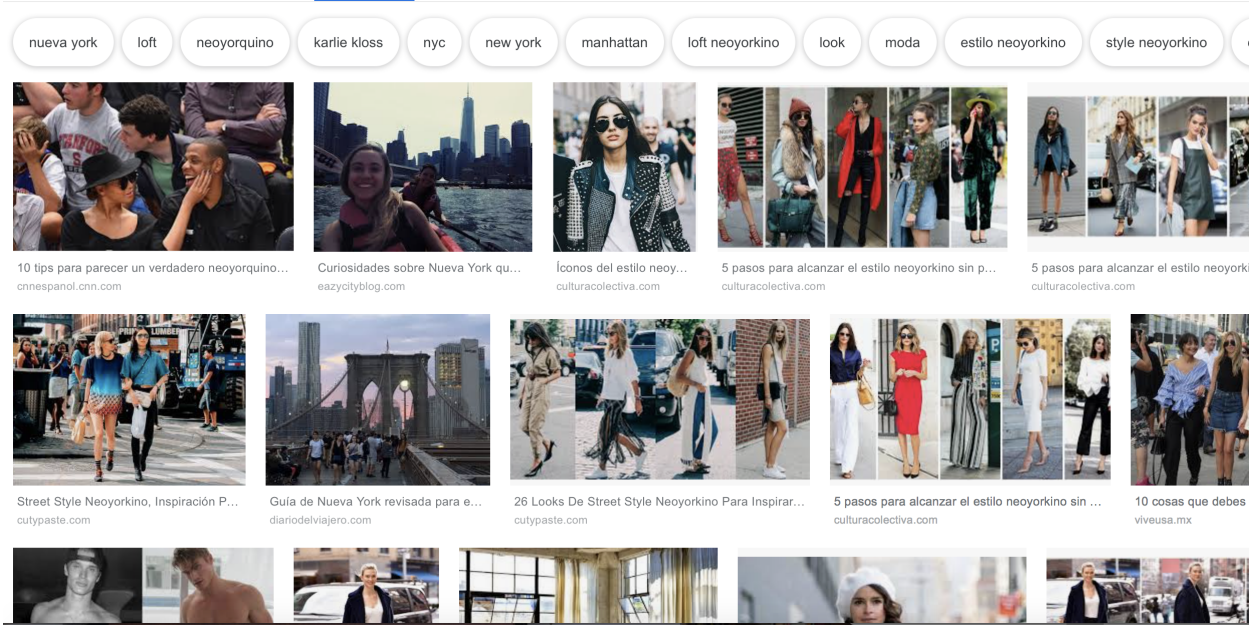 nueva york
loft
neoyorquino
karlie kloss
nyc
new york
manhattan
loft neoyorkino
look
moda
estilo neoyorkino
style neoyorkino
10 tips para parecer un verdadero neoyorquino…
cnnespanol.cnn.com
Curiosidades sobre Nueva York qu…
eazycityblog.com
Íconos del estilo neoy…
culturacolectiva.com
5 pasos para alcanzar el estilo neoyorkino sin p…
culturacolectiva.com
5 pasos para alcanzar el estilo neoyorki
culturacolectiva.com
Street Style Neoyorkino, Inspiración P…
cutypaste.com
Guía de Nueva York revisada para e…
diariodelviajero.com
26 Looks De Street Style Neoyorkino Para Inspirar…
cutypaste.com
5 pasos para alcanzar el estilo neoyorkino sin …
culturacolectiva.com
10 cosas que debes
viveusa.mx